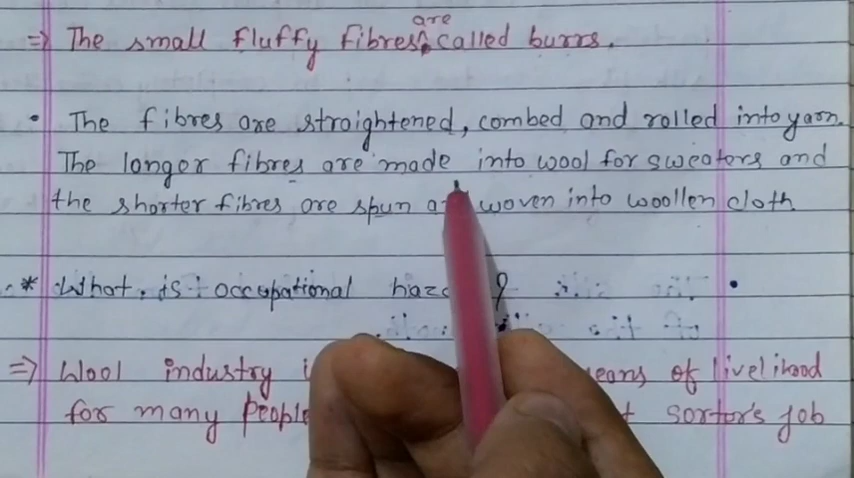 ⇒ The small fluffy fibres are called burrs.
• The fibres are straightened, combed and rolled into yarn.
The longer fibres are made into wool for sweaters and
the shorter fibres are spun woven into woollen cloth
* What is occupational
⇒ Wool industry means of livelihood
for many people sorter's job